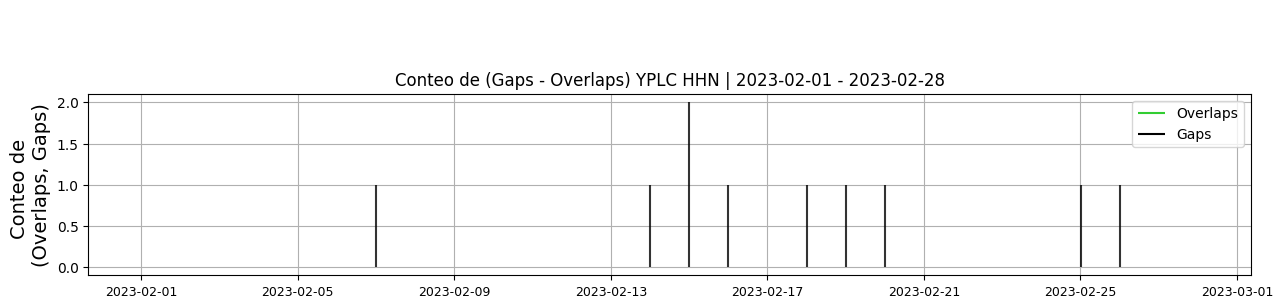 Conteo de (Gaps - Overlaps) YPLC HHN | 2023-02-01 - 2023-02-28
Conteo de
(Overlaps, Gaps)
2.0
1.5
1.0
0.5
0.0
Overlaps
Gaps
2023-02-01
2023-02-05
2023-02-09
2023-02-13
2023-02-17
2023-02-21
2023-02-25
2023-03-01